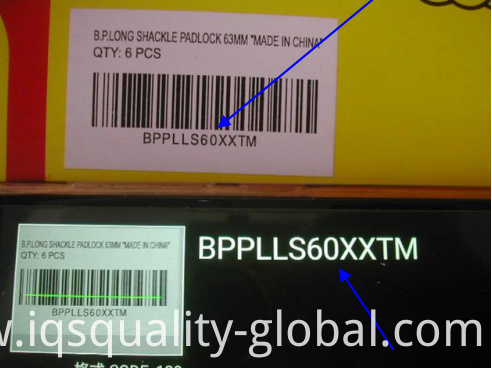 B.P.LONG SHACKLE PADLOCK 63MM "MADE IN CHINA"
QTY: 6 PCS
BPPLLS60XXTM
B.P.LONG SHACKLE PADLOCK 63MM "MADE IN CHINA"
QTY: 6 PCS
BPPLLS60XXTM
BPPLLS60XXTM
w.iqsquality-global.com